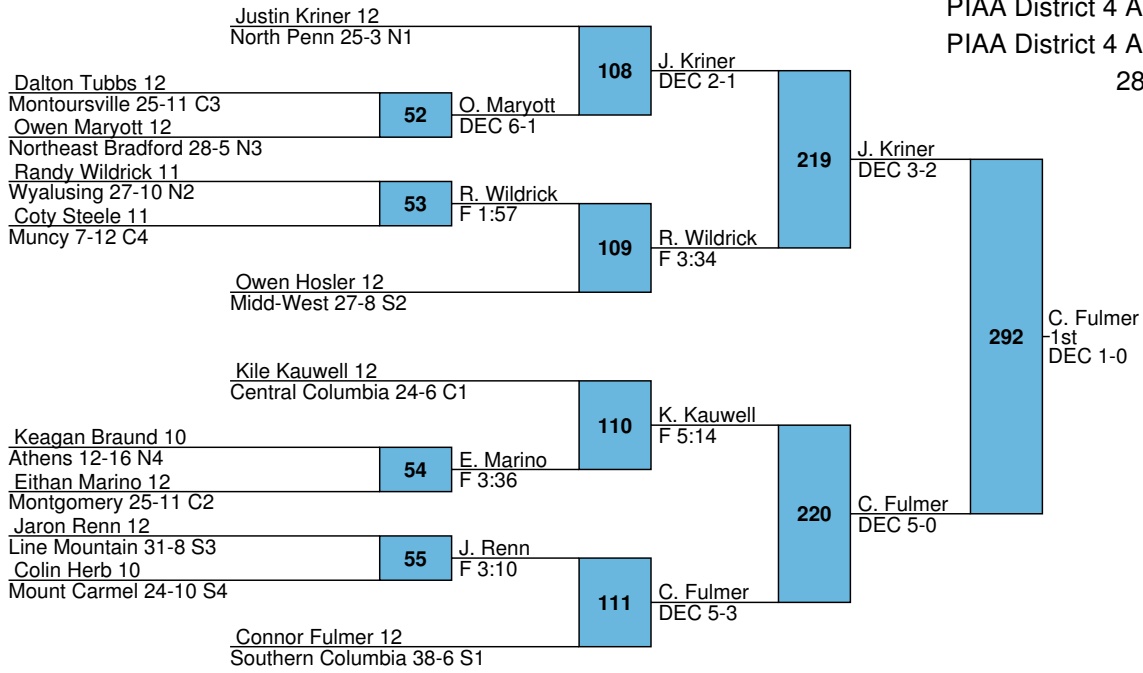 PIAA District 4 A
PIAA District 4 A
28
Justin Kriner 12
North Penn 25-3 N1
108
J. Kriner
DEC 2-1
Dalton Tubbs 12
Montoursville 25-11 C3
52
O. Maryott
DEC 6-1
Owen Maryott 12
Northeast Bradford 28-5 N3
219
J. Kriner
DEC 3-2
Randy Wildrick 11
Wyalusing 27-10 N2
53
R. Wildrick
F 1:57
Coty Steele 11
Muncy 7-12 C4
109
R. Wildrick
F 3:34
Owen Hosler 12
Midd-West 27-8 S2
292
C. Fulmer
1st
DEC 1-0
Kile Kauwell 12
Central Columbia 24-6 C1
110
K. Kauwell
F 5:14
Keagan Braund 10
Athens 12-16 N4
54
E. Marino
F 3:36
Eithan Marino 12
Montgomery 25-11 C2
220
C. Fulmer
DEC 5-0
Jaron Renn 12
Line Mountain 31-8 S3
55
J. Renn
F 3:10
Colin Herb 10
Mount Carmel 24-10 S4
111
C. Fulmer
DEC 5-3
Connor Fulmer 12
Southern Columbia 38-6 S1